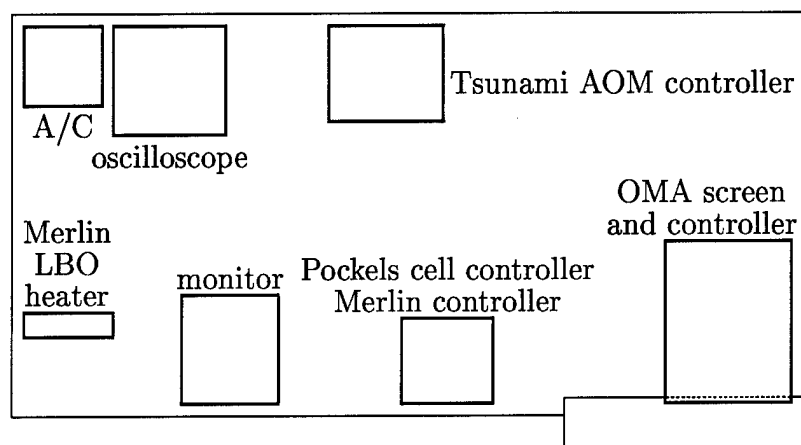 A/C
oscilloscope
Tsunami AOM controller
OMA screen
and controller
Merlin
LBO
heater
monitor
Pockels cell controller
Merlin controller